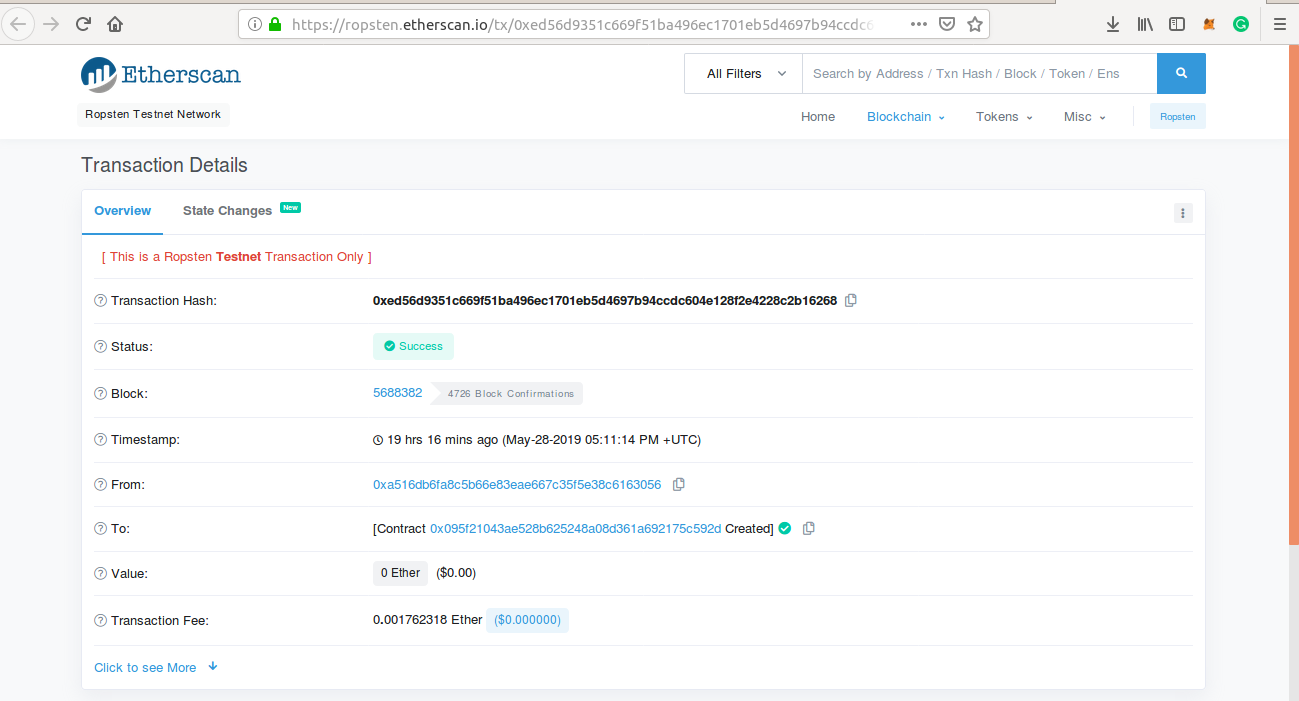 https://ropsten.etherscan.io/tx/0xed56d9351c669f51ba496ec1701eb5d4697b94ccdc6
Etherscan
All Filters
Search by Address / Txn Hash / Block / Token / Ens
Ropsten Testnet Network
Home Blockchain Tokens Misc Ropsten
Transaction Details
Overview State Changes New
[ This is a Ropsten Testnet Transaction Only ]
Transaction Hash: 0xed56d9351c669f51ba496ec1701eb5d4697b94ccdc604e128f2e4228c2b16268
Status: Success
Block: 5688382 4726 Block Confirmations
Timestamp: 19 hrs 16 mins ago (May-28-2019 05:11:14 PM +UTC)
From: 0xa516db6fa8c5b66e83eae667c35f5e38c6163056
To: [Contract 0x095f21043ae528b625248a08d361a692175c592d Created]
Value: 0 Ether ($0.00)
Transaction Fee: 0.001762318 Ether ($0.000000)
Click to see More